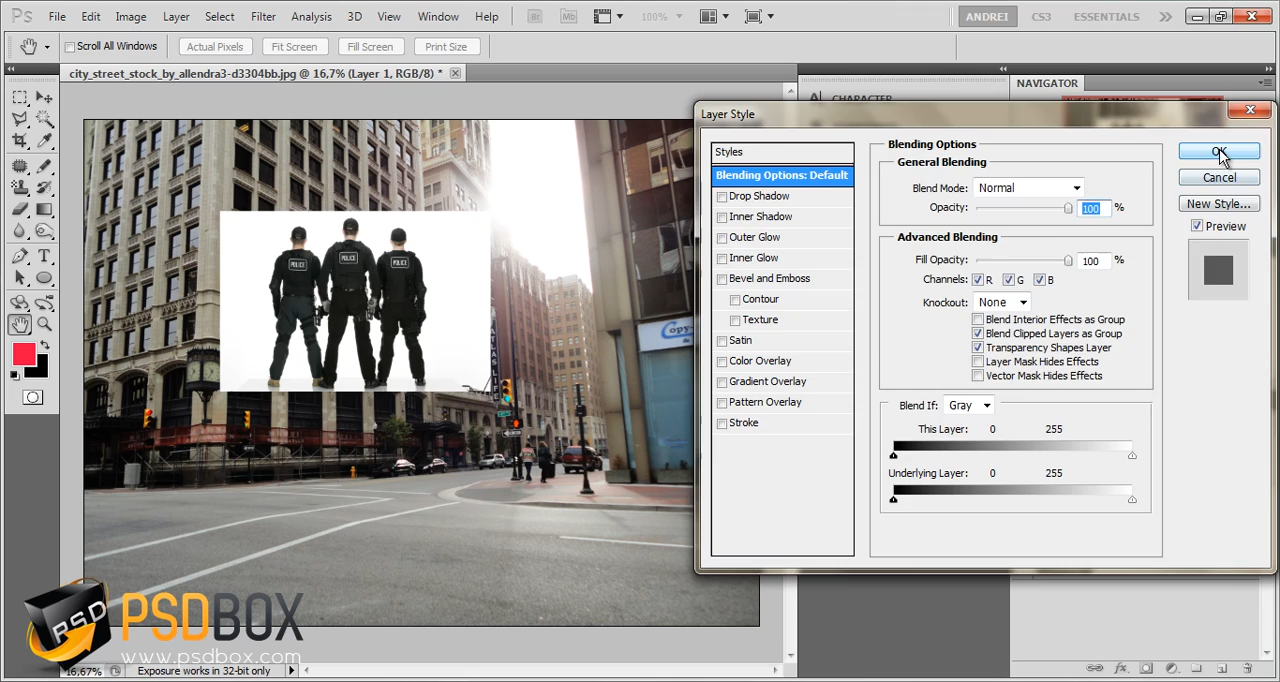 Ps File Edit Image Layer Select Filter Analysis 3D View Window Help Br Mb 100% ANDREI CS3 ESSENTIALS
Scroll All Windows Actual Pixels Fit Screen Fill Screen Print Size
city_street_stock_by_allendra3-d3304bb.jpg @ 16,7% (Layer 1, RGB/8) *
NAVIGATOR
A CHARACTER
Layer Style
Styles
Blending Options: Default
Drop Shadow
Inner Shadow
Outer Glow
Inner Glow
Bevel and Emboss
Contour
Texture
Satin
Color Overlay
Gradient Overlay
Pattern Overlay
Stroke
Blending Options
General Blending
Blend Mode: Normal
Opacity: 100 %
Advanced Blending
Fill Opacity: 100 %
Channels: R G B
Knockout: None
Blend Interior Effects as Group
Blend Clipped Layers as Group
Transparency Shapes Layer
Layer Mask Hides Effects
Vector Mask Hides Effects
Blend If: Gray
This Layer: 0 255
Underlying Layer: 0 255
OK
Cancel
New Style...
Preview
POLICE POLICE POLICE
ATLAS LIFE
Copy-
PSD
PSDBOX
www.psdbox.com
16,67% Exposure works in 32-bit only